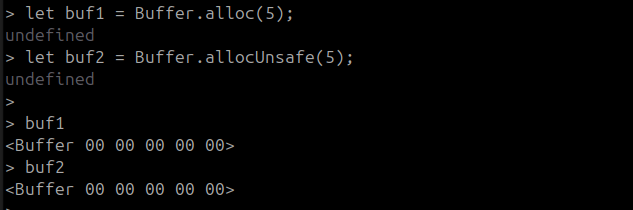 > let buf1 = Buffer.alloc(5);
undefined
> let buf2 = Buffer.allocUnsafe(5);
undefined
>
> buf1
<Buffer 00 00 00 00 00>
> buf2
<Buffer 00 00 00 00 00>